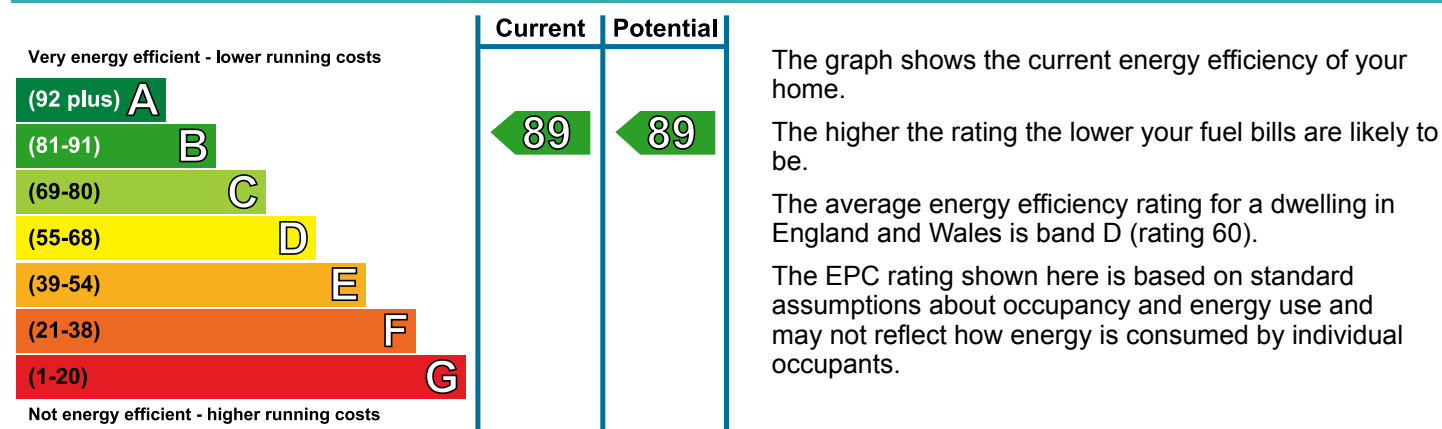 Current Potential
Very energy efficient - lower running costs
(92 plus) A
(81-91) B
89 89
(69-80) C
(55-68) D
(39-54) E
(21-38) F
(1-20) G
Not energy efficient - higher running costs
The graph shows the current energy efficiency of your
home.
The higher the rating the lower your fuel bills are likely to
be.
The average energy efficiency rating for a dwelling in
England and Wales is band D (rating 60).
The EPC rating shown here is based on standard
assumptions about occupancy and energy use and
may not reflect how energy is consumed by individual
occupants.